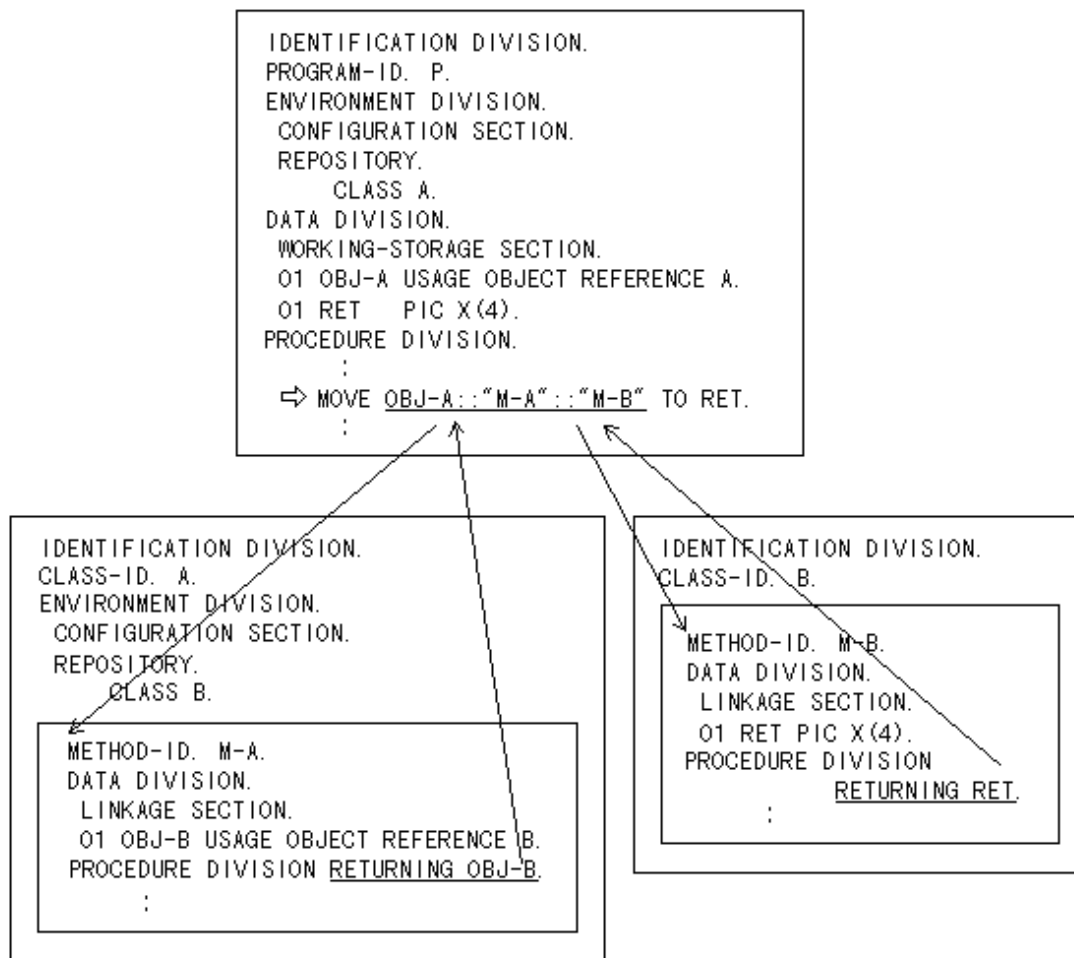 IDENTIFICATION DIVISION.
PROGRAM-ID. P.
ENVIRONMENT DIVISION.
CONFIGURATION SECTION.
REPOSITORY.
CLASS A.
DATA DIVISION.
WORKING-STORAGE SECTION.
01 OBJ-A USAGE OBJECT REFERENCE A.
01 RET PIC X(4).
PROCEDURE DIVISION.
:
⇨ MOVE OBJ-A::"M-A"::"M-B" TO RET.
:
IDENTIFICATION DIVISION.
CLASS-ID. A.
ENVIRONMENT DIVISION.
CONFIGURATION SECTION.
REPOSITORY.
CLASS B.
METHOD-ID. M-A.
DATA DIVISION.
LINKAGE SECTION.
01 OBJ-B USAGE OBJECT REFERENCE B.
PROCEDURE DIVISION RETURNING OBJ-B.
:
IDENTIFICATION DIVISION.
CLASS-ID. B.
METHOD-ID. M-B.
DATA DIVISION.
LINKAGE SECTION.
01 RET PIC X(4).
PROCEDURE DIVISION
RETURNING RET.
: